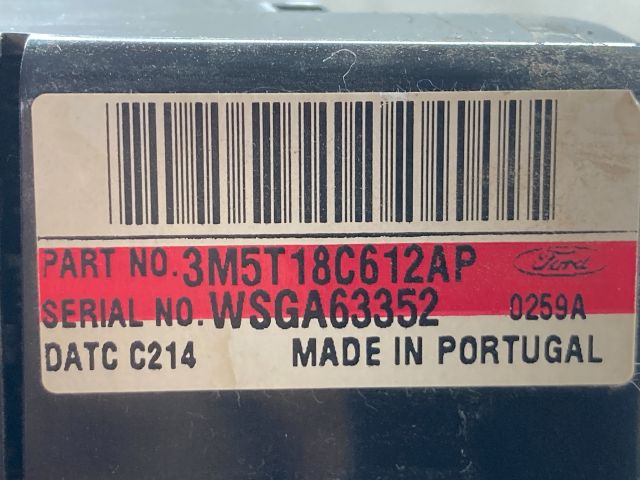 PART NO. 3M5T18C612AP Ford
SERIAL NO. WSGA63352 0259A
DATC C214 MADE IN PORTUGAL